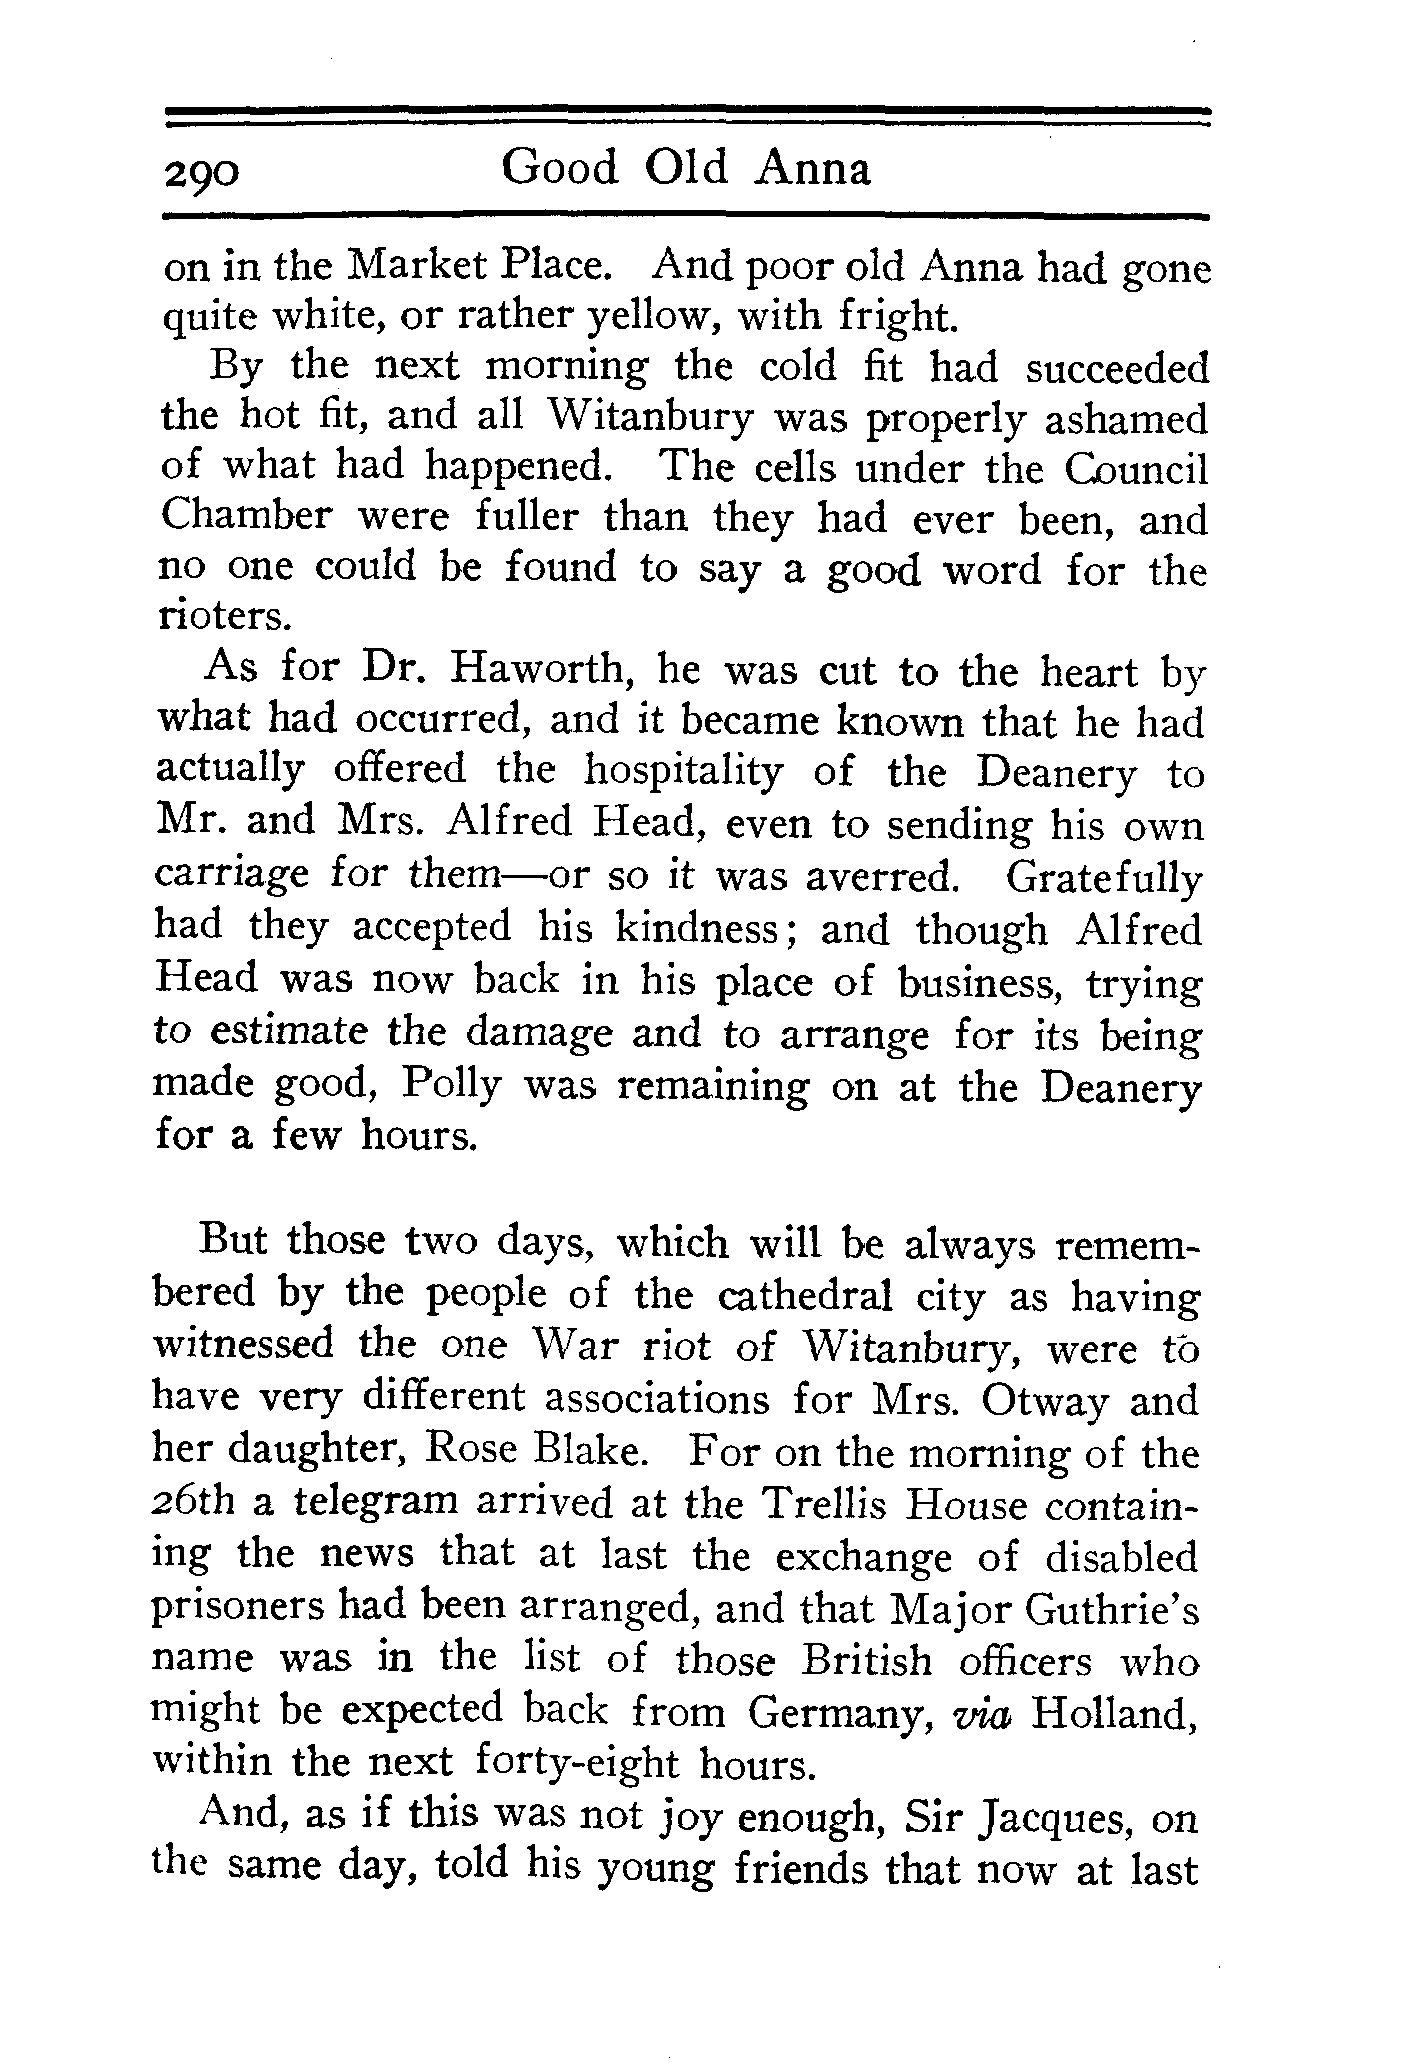 290 Good Old Anna
on in the Market Place. And poor old Anna had gone
quite white, or rather yellow, with fright.
By the next morning the cold fit had succeeded
the hot fit, and all Witanbury was properly ashamed
of what had happened. The cells under the Council
Chamber were fuller than they had ever been, and
no one could be found to say a good word for the
rioters.
As for Dr. Haworth, he was cut to the heart by
what had occurred, and it became known that he had
actually offered the hospitality of the Deanery to
Mr. and Mrs. Alfred Head, even to sending his own
carriage for them—or so it was averred. Gratefully
had they accepted his kindness; and though Alfred
Head was now back in his place of business, trying
to estimate the damage and to arrange for its being
made good, Polly was remaining on at the Deanery
for a few hours.
But those two days, which will be always remem-
bered by the people of the cathedral city as having
witnessed the one War riot of Witanbury, were to
have very different associations for Mrs. Otway and
her daughter, Rose Blake. For on the morning of the
26th a telegram arrived at the Trellis House contain-
ing the news that at last the exchange of disabled
prisoners had been arranged, and that Major Guthrie's
name was in the list of those British officers who
might be expected back from Germany, via Holland,
within the next forty-eight hours.
And, as if this was not joy enough, Sir Jacques, on
the same day, told his young friends that now at last